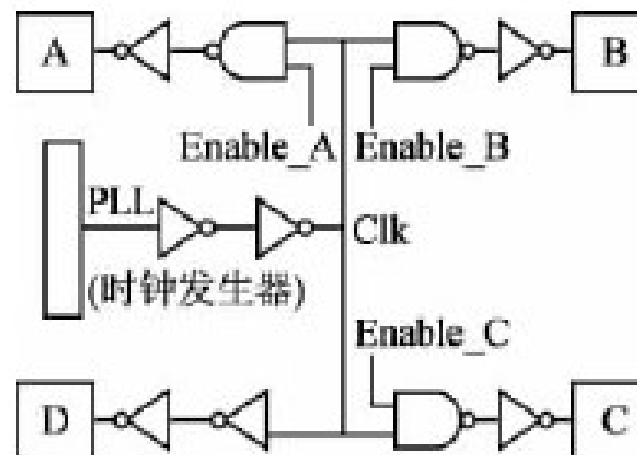 A
B
Enable_A
Enable_B
PLL
Clk
(时钟发生器)
Enable_C
D
C